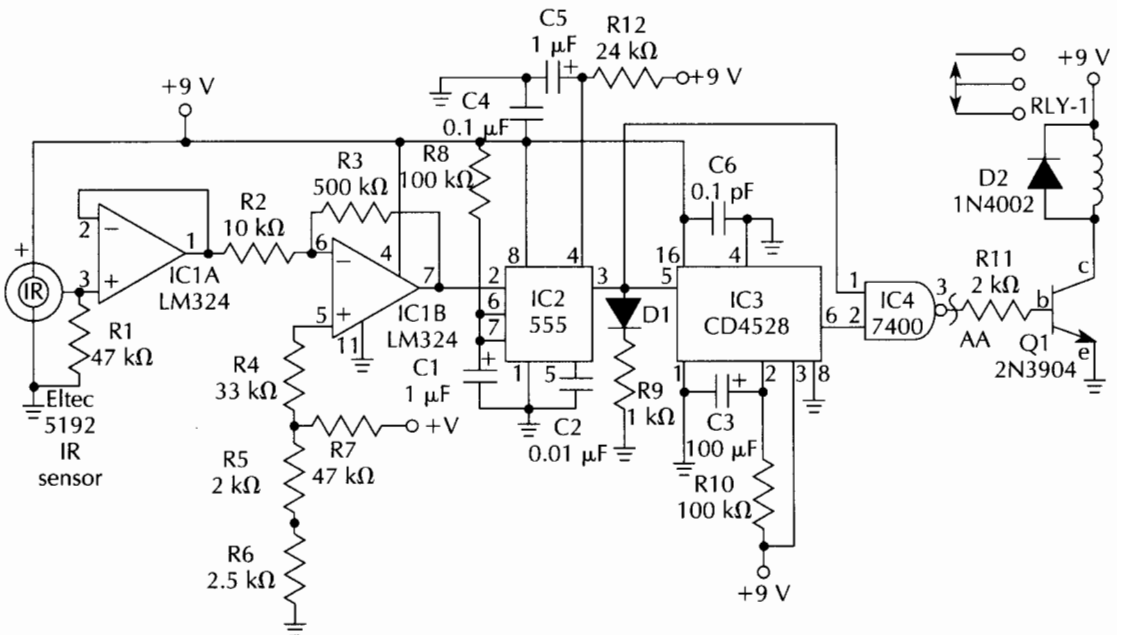 C5
1 µF
+
R12
24 kΩ
+9 V
+9 V
C4
0.1 µF
RLY-1
+9 V
R8
100 kΩ
R3
500 kΩ
C6
0.1 pF
D2
1N4002
R2
10 kΩ
2
−
1
+
3
IC1A
LM324
+
IR
R1
47 kΩ
Eltec
5192
IR
sensor
6
−
4
7
5
+
11
IC1B
LM324
8
4
2
6
7
3
IC2
555
1
5
+
C1
1 µF
C2
0.01 µF
D1
R9
1 kΩ
16
4
5
IC3
CD4528
6
1
2
3
8
+
C3
100 µF
R10
100 kΩ
+9 V
1
2
IC4
7400
3
AA
R11
2 kΩ
c
b
e
Q1
2N3904
R4
33 kΩ
R7
47 kΩ
+V
R5
2 kΩ
R6
2.5 kΩ